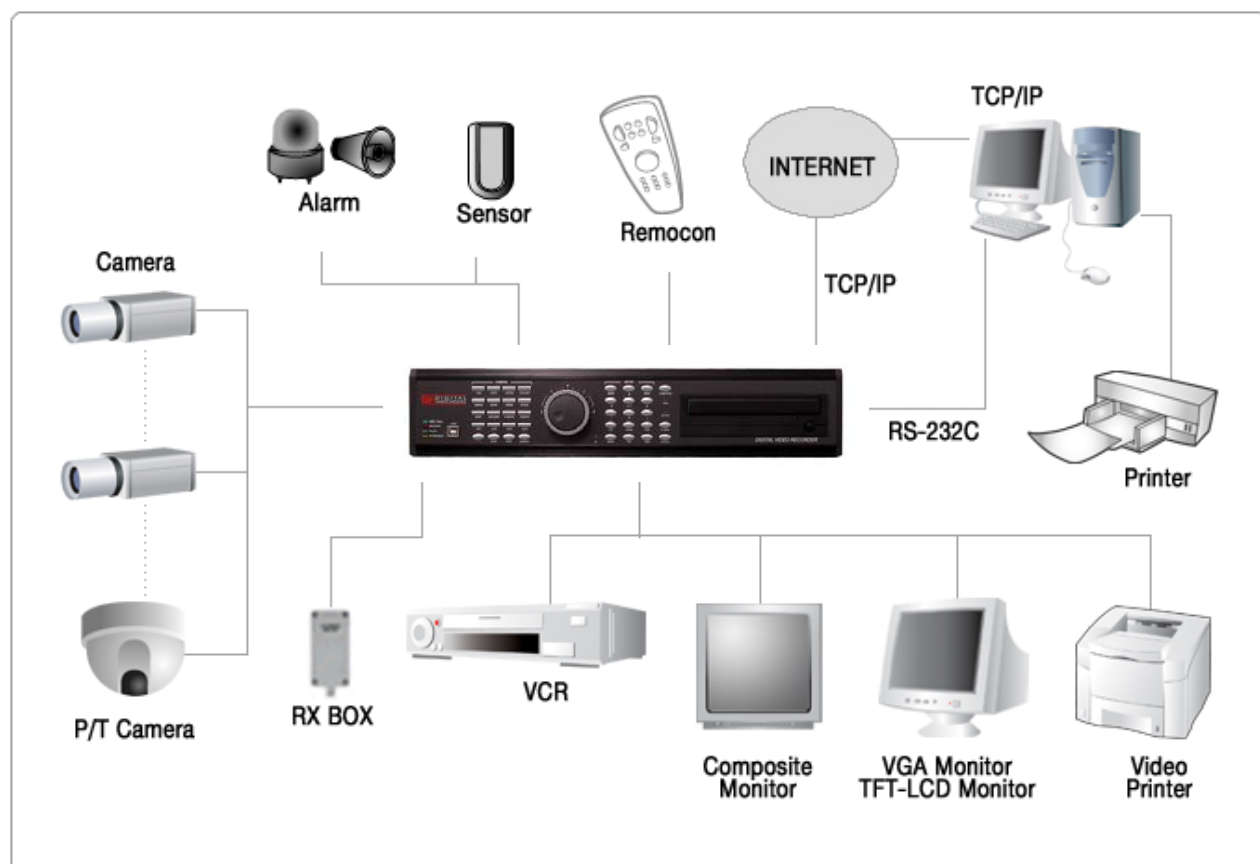 TCP/IP
INTERNET
Alarm
Sensor
Remocon
Camera
TCP/IP
RS-232C
DIGITAL VIDEO RECORDER
Printer
P/T Camera
RX BOX
VCR
Composite
Monitor
VGA Monitor
TFT-LCD Monitor
Video
Printer